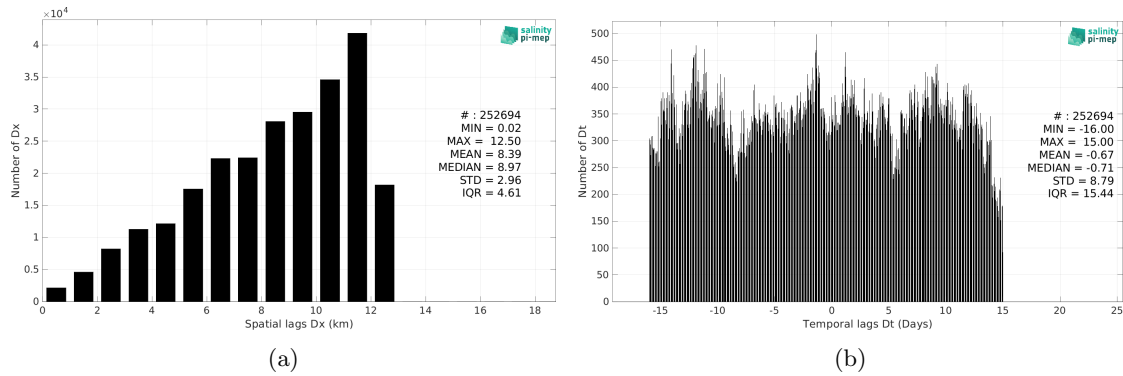 ×10⁴
4
3.5
3
2.5
2
1.5
1
0.5
0
Number of Dx
0 2 4 6 8 10 12 14 16 18
Spatial lags Dx (km)
salinity
pi-mep
# : 252694
MIN = 0.02
MAX = 12.50
MEAN = 8.39
MEDIAN = 8.97
STD = 2.96
IQR = 4.61
(a)
500
450
400
350
300
250
200
150
100
50
0
Number of Dt
-15 -10 -5 0 5 10 15 20 25
Temporal lags Dt (Days)
salinity
pi-mep
# : 252694
MIN = -16.00
MAX = 15.00
MEAN = -0.67
MEDIAN = -0.71
STD = 8.79
IQR = 15.44
(b)